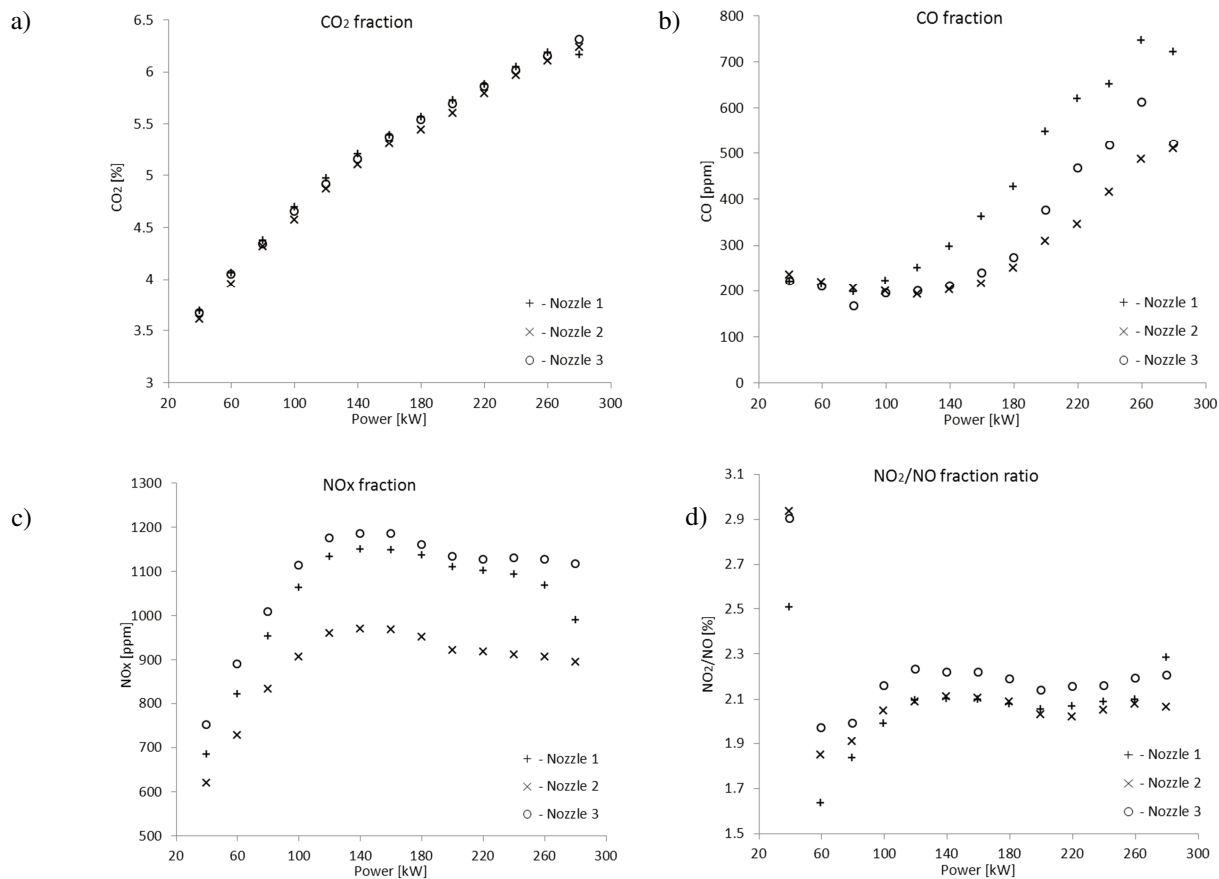 a)
CO₂ fraction
6.5
6
5.5
5
4.5
4
3.5
3
CO₂ [%]
20 60 100 140 180 220 260 300
Power [kW]
+ - Nozzle 1
× - Nozzle 2
o - Nozzle 3
b)
CO fraction
800
700
600
500
400
300
200
100
0
CO [ppm]
20 60 100 140 180 220 260 300
Power [kW]
+ - Nozzle 1
× - Nozzle 2
o - Nozzle 3
c)
NOx fraction
1300
1200
1100
1000
900
800
700
600
500
NOx [ppm]
20 60 100 140 180 220 260 300
Power [kW]
+ - Nozzle 1
× - Nozzle 2
o - Nozzle 3
d)
NO₂/NO fraction ratio
3.1
2.9
2.7
2.5
2.3
2.1
1.9
1.7
1.5
NO₂/NO [%]
20 60 100 140 180 220 260 300
Power [kW]
+ - Nozzle 1
× - Nozzle 2
o - Nozzle 3